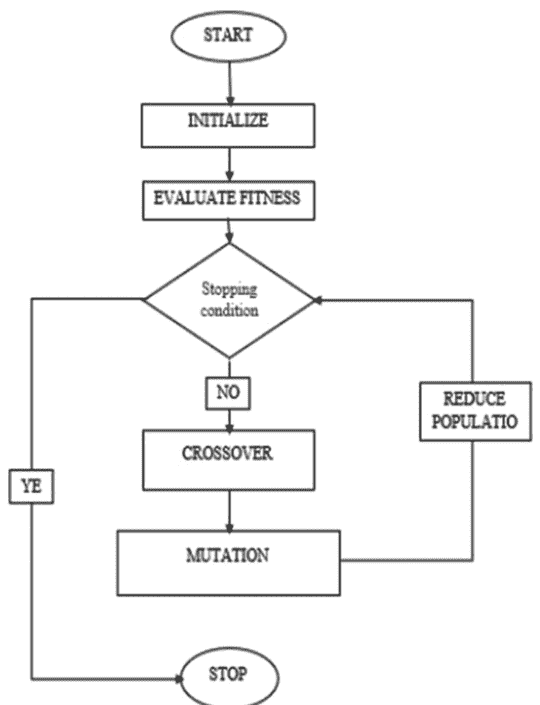 START
INITIALIZE
EVALUATE FITNESS
Stopping
condition
NO
REDUCE
POPULATIO
CROSSOVER
YE
MUTATION
STOP